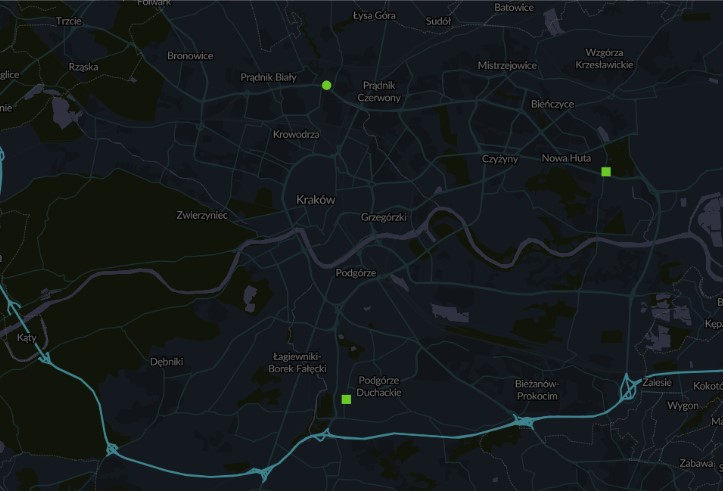 Folwark
Batowice
Trzcie
Łysa Góra
Sudół
Bronowice
Wzgórza
Krzesławickie
Rząska
Mistrzejowice
Prądnik Biały
Prądnik
Czerwony
Bieńczyce
Krowodrza
Czyżyny
Nowa Huta
Kraków
Zwierzyniec
Grzegórzki
Podgórze
Kąty
Dębniki
Łagiewniki-
Borek Fałęcki
Podgórze
Duchackie
Bieżanów-
Prokocim
Zalesie
Wygon
Zabawa